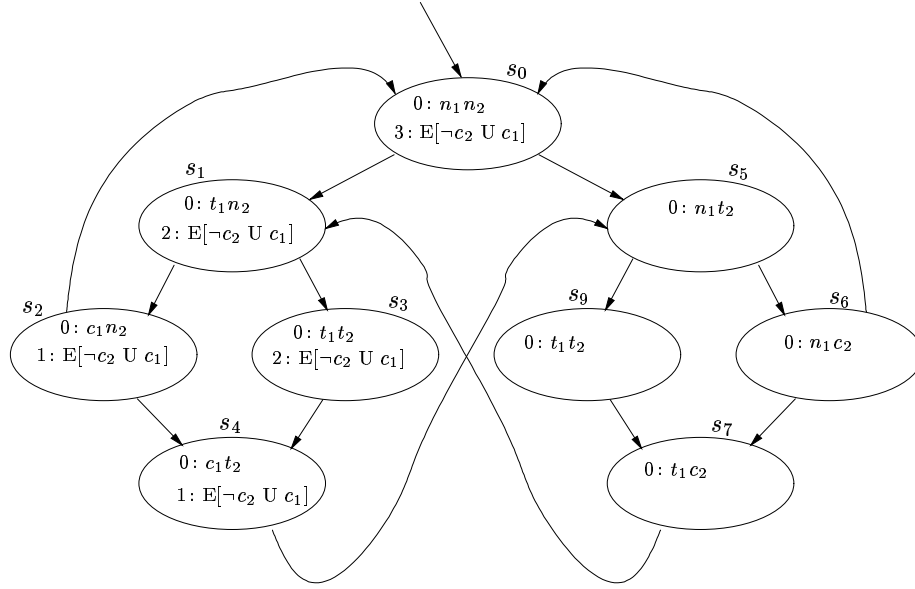 s₀
0: n₁n₂
3: E[¬c₂ U c₁]
s₁
0: t₁n₂
2: E[¬c₂ U c₁]
s₅
0: n₁t₂
s₂
0: c₁n₂
1: E[¬c₂ U c₁]
s₃
0: t₁t₂
2: E[¬c₂ U c₁]
s₉
0: t₁t₂
s₆
0: n₁c₂
s₄
0: c₁t₂
1: E[¬c₂ U c₁]
s₇
0: t₁c₂